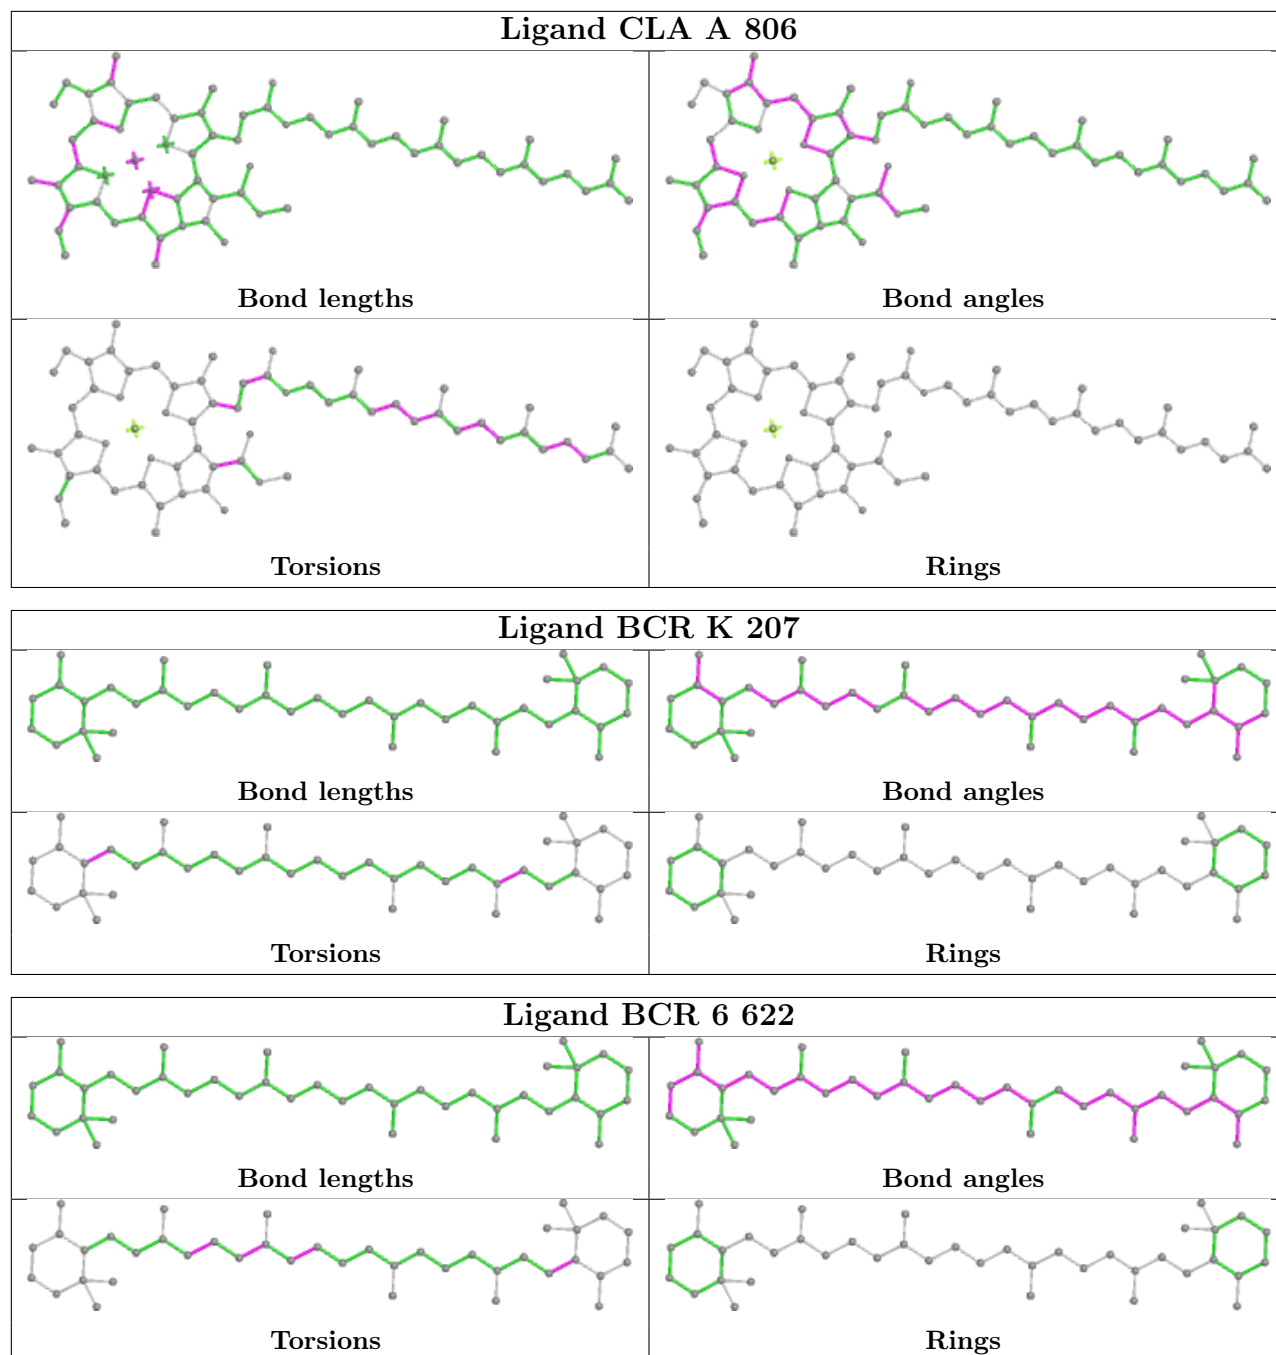 Ligand CLA A 806
Bond lengths
Bond angles
Torsions
Rings
Ligand BCR K 207
Bond lengths
Bond angles
Torsions
Rings
Ligand BCR 6 622
Bond lengths
Bond angles
Torsions
Rings